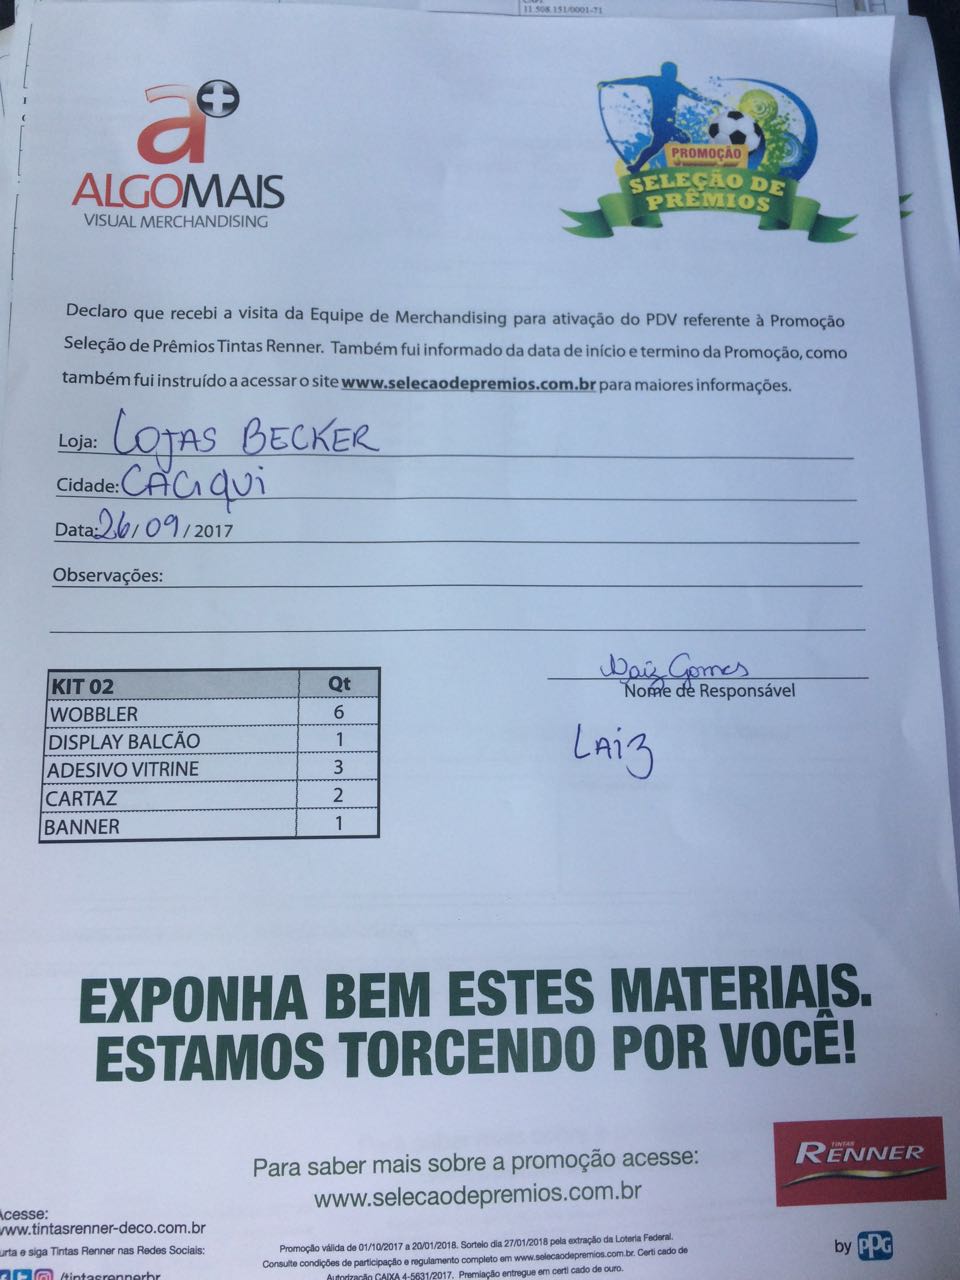 11.508.151/0001-71
a+
ALGOMAIS
VISUAL MERCHANDISING
PROMOÇÃO
SELEÇÃO DE
PRÊMIOS
Declaro que recebi a visita da Equipe de Merchandising para ativação do PDV referente à Promoção
Seleção de Prêmios Tintas Renner. Também fui informado da data de início e termino da Promoção, como
também fui instruído a acessar o site www.selecaodepremios.com.br para maiores informações.
Loja: LOJAS BECKER
Cidade: CACIQUI
Data: 26/09/2017
Observações:
Laiz Gomes
Nome de Responsável
LAIZ
KIT 02 Qt
WOBBLER 6
DISPLAY BALCÃO 1
ADESIVO VITRINE 3
CARTAZ 2
BANNER 1
EXPONHA BEM ESTES MATERIAIS.
ESTAMOS TORCENDO POR VOCÊ!
Para saber mais sobre a promoção acesse:
www.selecaodepremios.com.br
TINTAS
RENNER
Acesse:
www.tintasrenner-deco.com.br
urta e siga Tintas Renner nas Redes Sociais:
/tintasrennerbr
Promoção válida de 01/10/2017 a 20/01/2018. Sorteio dia 27/01/2018 pela extração da Loteria Federal.
Consulte condições de participação e regulamento completo em www.selecaodepremios.com.br. Certi cado de
Autorização CAIXA 4-5631/2017. Premiação entregue em certi cado de ouro.
by PPG